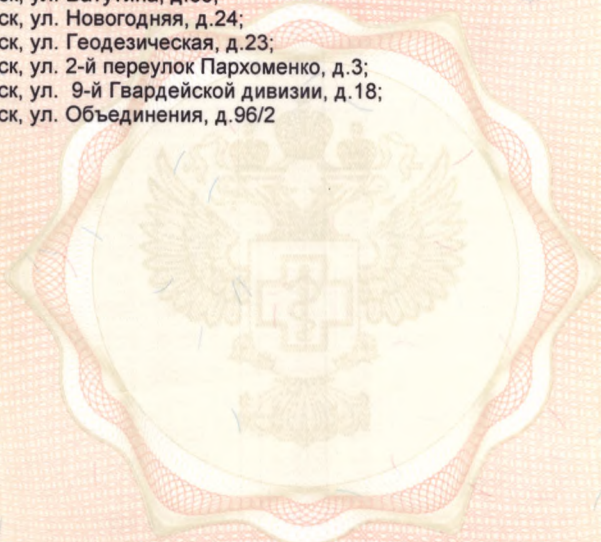 ск, ул. Новогодняя, д.24;
ск, ул. Геодезическая, д.23;
ск, ул. 2-й переулок Пархоменко, д.3;
ск, ул.  9-й Гвардейской дивизии, д.18;
ск, ул. Объединения, д.96/2